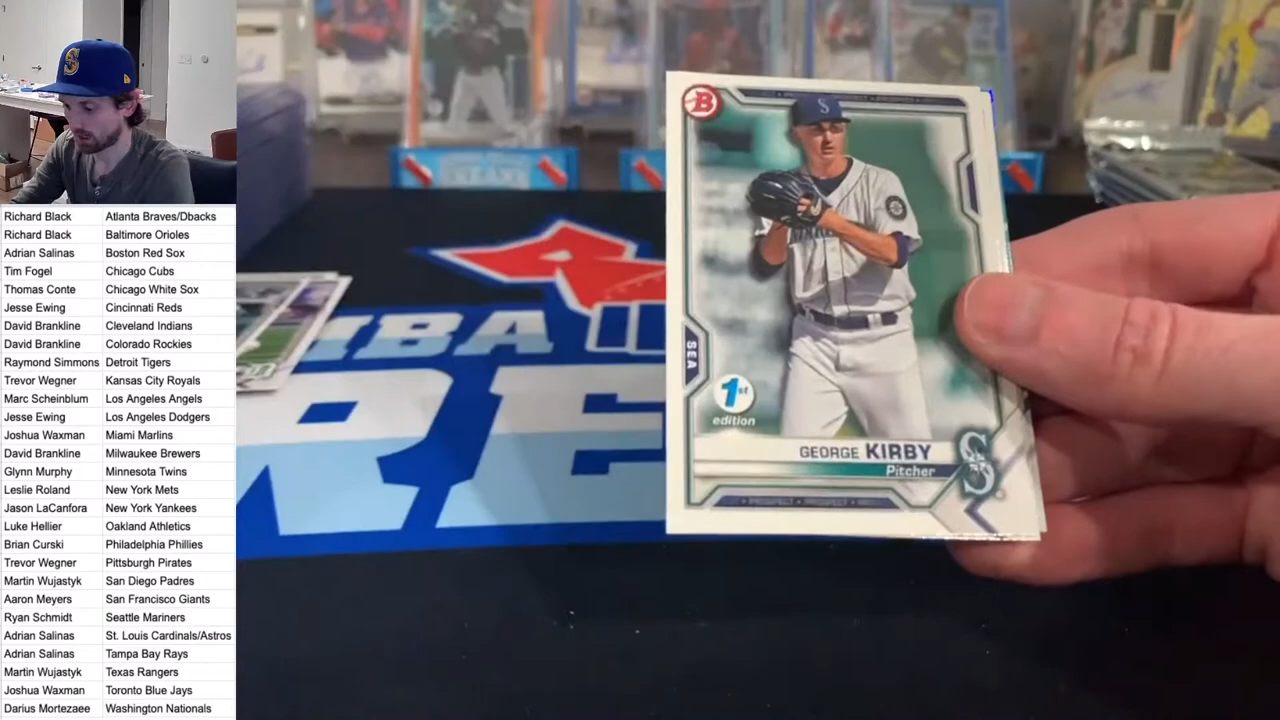 Richard Black Atlanta Braves/Dbacks
Richard Black Baltimore Orioles
Adrian Salinas Boston Red Sox
Tim Fogel Chicago Cubs
Thomas Conte Chicago White Sox
Jesse Ewing Cincinnati Reds
David Brankline Cleveland Indians
David Brankline Colorado Rockies
Raymond Simmons Detroit Tigers
Trevor Wegner Kansas City Royals
Marc Scheinblum Los Angeles Angels
Jesse Ewing Los Angeles Dodgers
Joshua Waxman Miami Marlins
David Brankline Milwaukee Brewers
Glynn Murphy Minnesota Twins
Leslie Roland New York Mets
Jason LaCanfora New York Yankees
Luke Hellier Oakland Athletics
Brian Curski Philadelphia Phillies
Trevor Wegner Pittsburgh Pirates
Martin Wujastyk San Diego Padres
Aaron Meyers San Francisco Giants
Ryan Schmidt Seattle Mariners
Adrian Salinas St. Louis Cardinals/Astros
Adrian Salinas Tampa Bay Rays
Martin Wujastyk Texas Rangers
Joshua Waxman Toronto Blue Jays
Darius Mortezaee Washington Nationals
S
B
S
SEA
1st
edition
GEORGE KIRBY
Pitcher
S
PROSPECT PROSPECT
MBA
RE